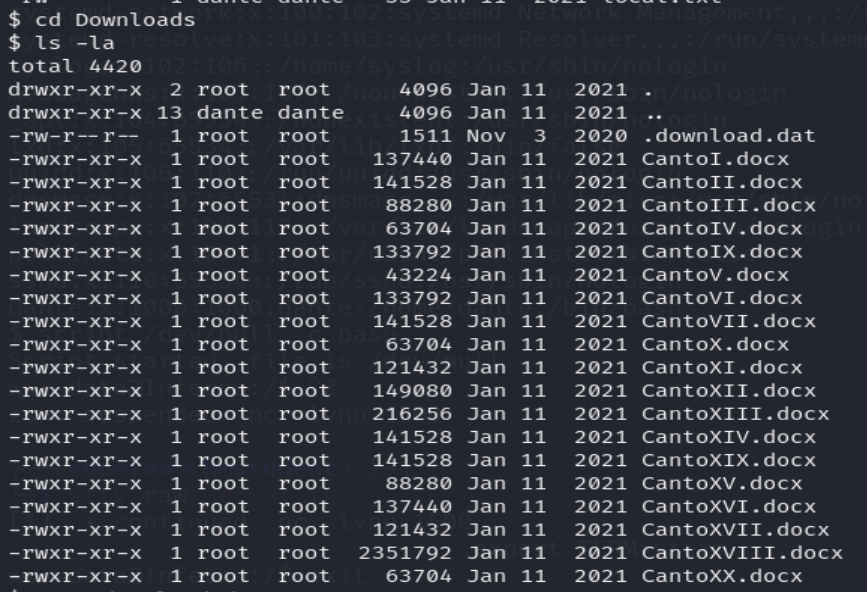 $ cd Downloads
$ ls -la
total 4420
drwxr-xr-x  2 root  root     4096 Jan 11  2021 .
drwxr-xr-x 13 dante dante    4096 Jan 11  2021 ..
-rw-r--r--  1 root  root     1511 Nov  3  2020 .download.dat
-rwxr-xr-x  1 root  root   137440 Jan 11  2021 CantoI.docx
-rwxr-xr-x  1 root  root   141528 Jan 11  2021 CantoII.docx
-rwxr-xr-x  1 root  root    88280 Jan 11  2021 CantoIII.docx
-rwxr-xr-x  1 root  root    63704 Jan 11  2021 CantoIV.docx
-rwxr-xr-x  1 root  root   133792 Jan 11  2021 CantoIX.docx
-rwxr-xr-x  1 root  root    43224 Jan 11  2021 CantoV.docx
-rwxr-xr-x  1 root  root   133792 Jan 11  2021 CantoVI.docx
-rwxr-xr-x  1 root  root   141528 Jan 11  2021 CantoVII.docx
-rwxr-xr-x  1 root  root    63704 Jan 11  2021 CantoX.docx
-rwxr-xr-x  1 root  root   121432 Jan 11  2021 CantoXI.docx
-rwxr-xr-x  1 root  root   149080 Jan 11  2021 CantoXII.docx
-rwxr-xr-x  1 root  root   216256 Jan 11  2021 CantoXIII.docx
-rwxr-xr-x  1 root  root   141528 Jan 11  2021 CantoXIV.docx
-rwxr-xr-x  1 root  root   141528 Jan 11  2021 CantoXIX.docx
-rwxr-xr-x  1 root  root    88280 Jan 11  2021 CantoXV.docx
-rwxr-xr-x  1 root  root   137440 Jan 11  2021 CantoXVI.docx
-rwxr-xr-x  1 root  root   121432 Jan 11  2021 CantoXVII.docx
-rwxr-xr-x  1 root  root  2351792 Jan 11  2021 CantoXVIII.docx
-rwxr-xr-x  1 root  root    63704 Jan 11  2021 CantoXX.docx